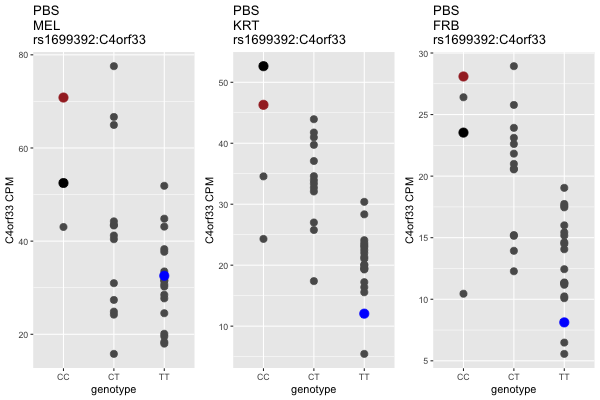 PBS
MEL
rs1699392:C4orf33
80
60
40
20
C4orf33 CPM
CC CT TT
genotype
PBS
KRT
rs1699392:C4orf33
50
40
30
20
10
C4orf33 CPM
CC CT TT
genotype
PBS
FRB
rs1699392:C4orf33
30
25
20
15
10
5
C4orf33 CPM
CC CT TT
genotype